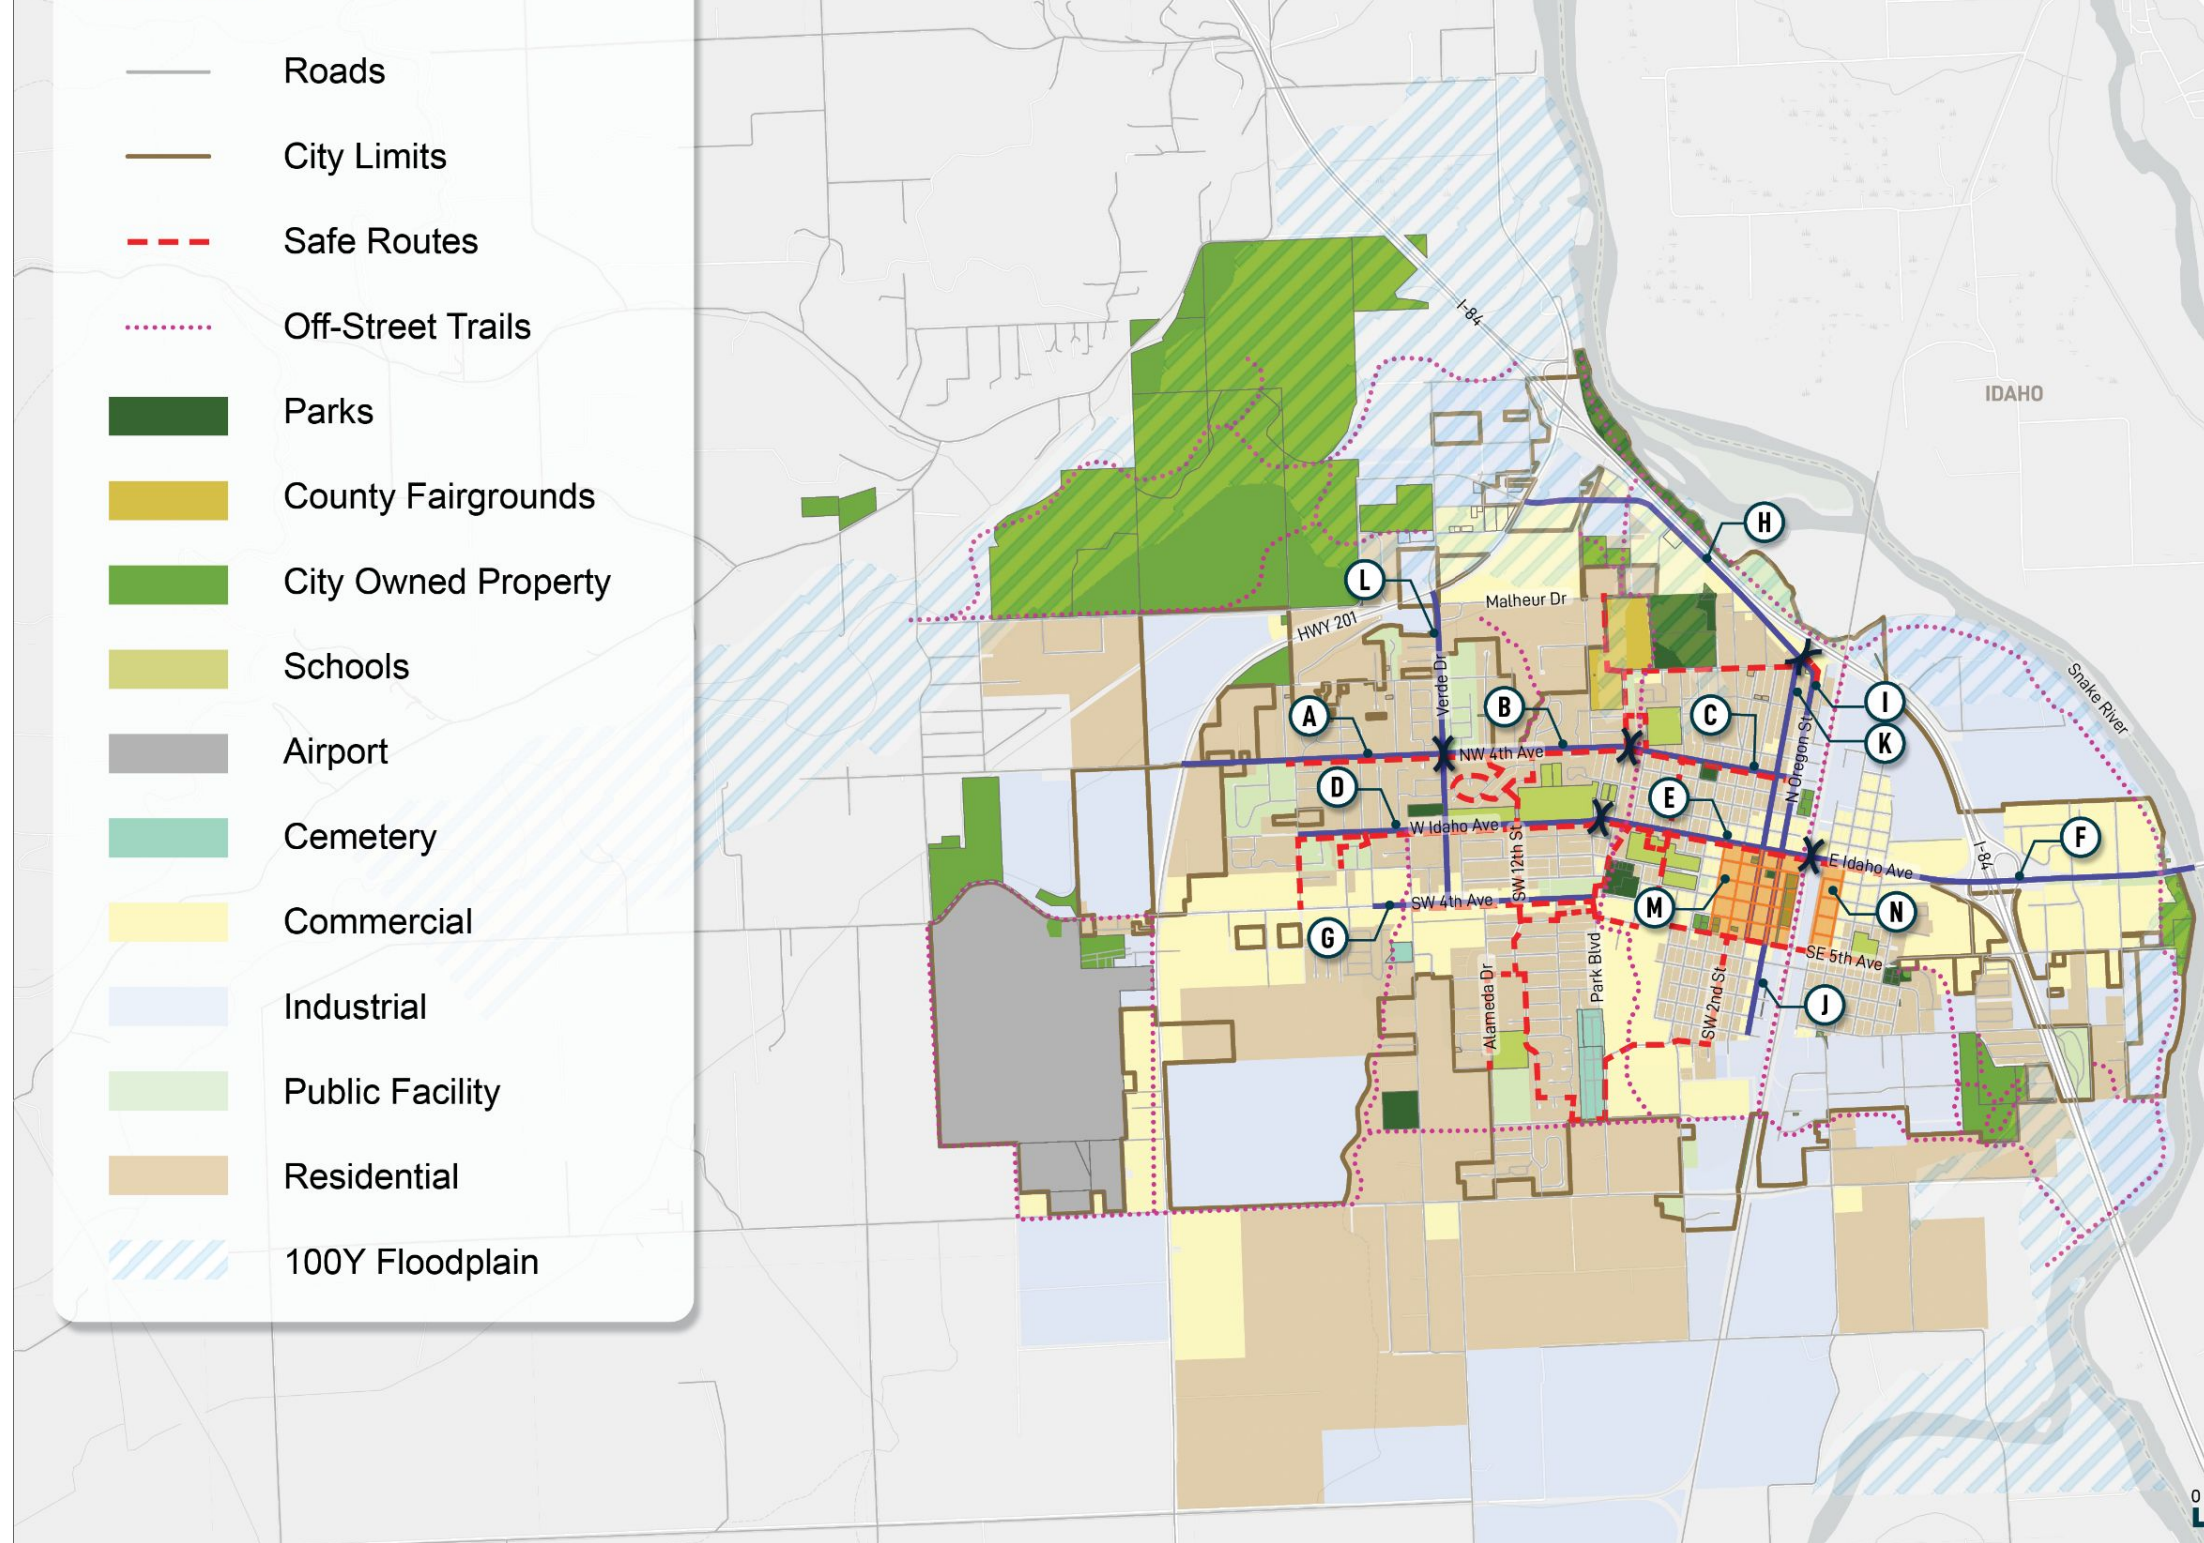 Roads
City Limits
Safe Routes
Off-Street Trails
Parks
County Fairgrounds
City Owned Property
Schools
Airport
Cemetery
Commercial
Industrial
Public Facility
Residential
100Y Floodplain
I-84
IDAHO
H
L
Malheur Dr
HWY 201
Snake River
Verde Dr
A
B
C
I
K
N Oregon St
NW 4th Ave
D
E
W Idaho Ave
SW 12th St
E Idaho Ave
I-84
F
SW 4th Ave
M
N
G
SE 5th Ave
Alameda Dr
Park Blvd
SW 2nd St
J
0